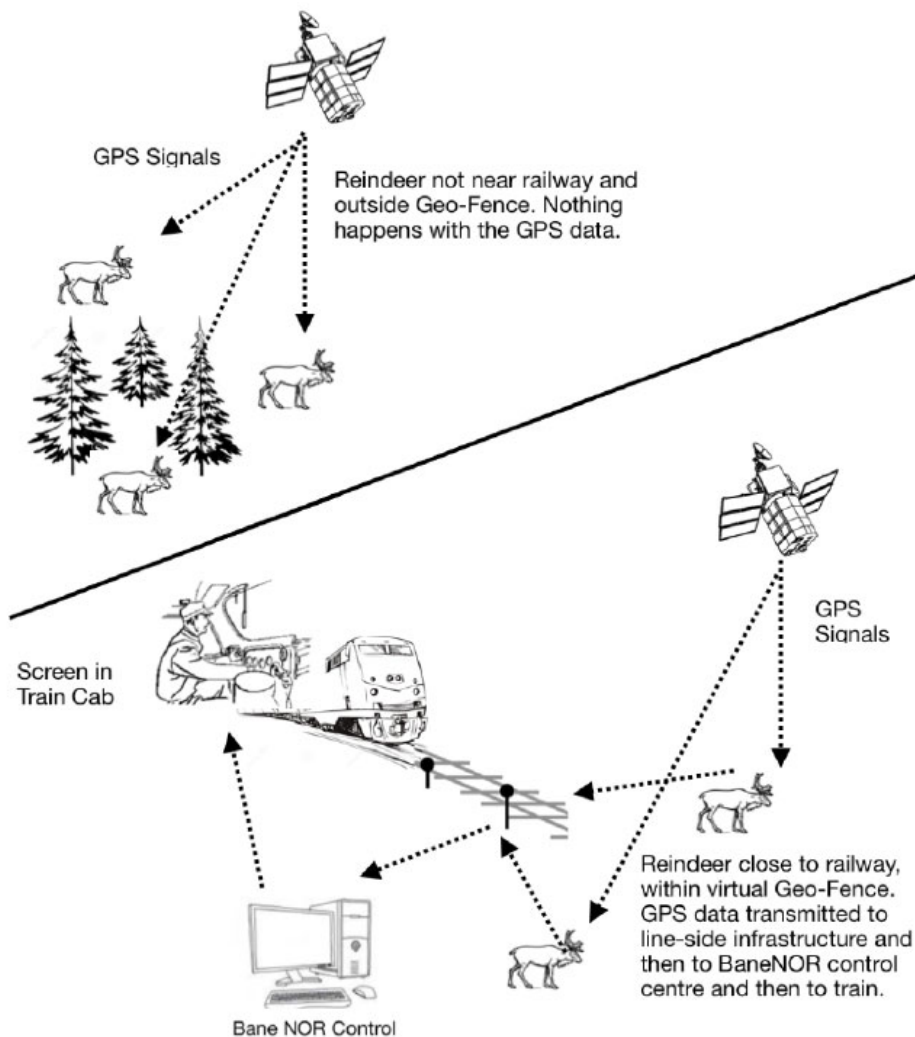 GPS Signals
Reindeer not near railway and
outside Geo-Fence. Nothing
happens with the GPS data.
GPS
Signals
Screen in
Train Cab
Reindeer close to railway,
within virtual Geo-Fence.
GPS data transmitted to
line-side infrastructure and
then to BaneNOR control
centre and then to train.
Bane NOR Control